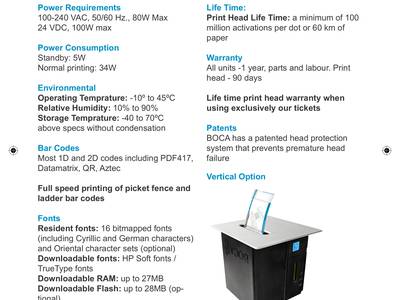 Power Requirements
100-240 VAC, 50/60 Hz., 80W Max
24 VDC, 100W max
Power Consumption
Standby: 5W
Normal printing: 34W
Environmental
Operating Temprature: -10º to 45ºC
Relative Humidity: 10% to 90%
Storage Temprature: -40 to 70ºC
above specs without condensation
Bar Codes
Most 1D and 2D codes including PDF417,
Datamatrix, QR, Aztec
Full speed printing of picket fence and
ladder bar codes
Fonts
Resident fonts: 16 bitmapped fonts
(including Cyrillic and German characters)
and Oriental character sets (optional)
Downloadable fonts: HP Soft fonts /
TrueType fonts
Downloadable RAM: up to 27MB
Downloadable Flash: up to 28MB (op-
tional)
Life Time:
Print Head Life Time: a minimum of 100
million activations per dot or 60 km of
paper
Warranty
All units -1 year, parts and labour. Print
head - 90 days
Life time print head warranty when
using exclusively our tickets
Patents
BOCA has a patented head protection
system that prevents premature head
failure
Vertical Option